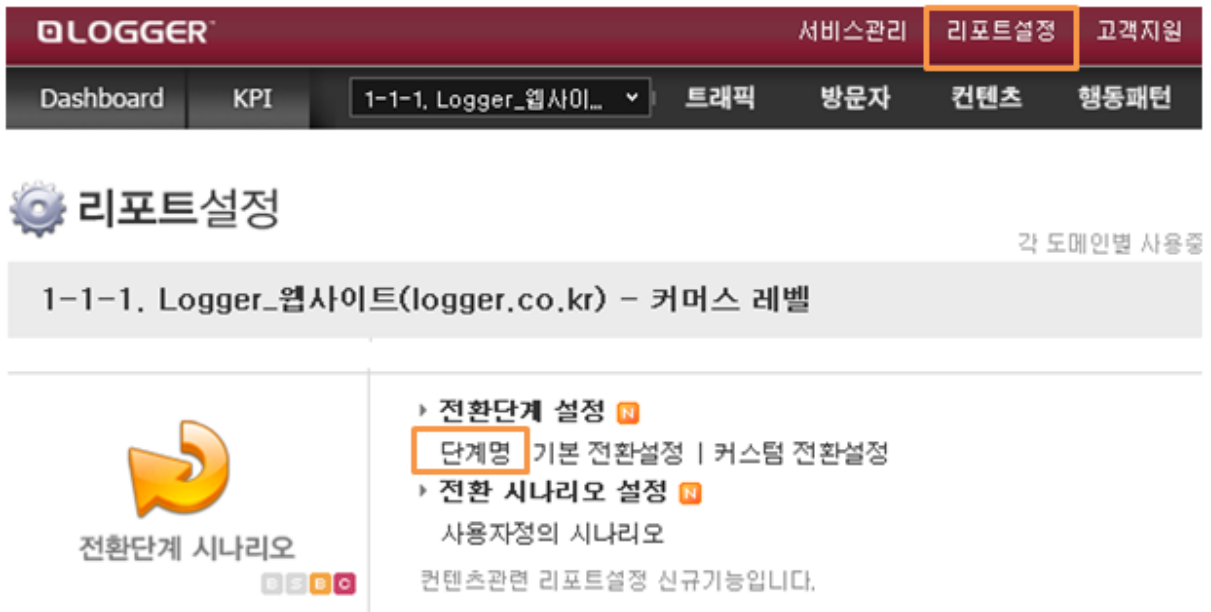 LOGGER™ 서비스관리 리포트설정 고객지원
Dashboard KPI 1-1-1, Logger_웹사이... 트래픽 방문자 컨텐츠 행동패턴
리포트설정
각 도메인별 사용중
1-1-1. Logger_웹사이트(logger.co.kr) - 커머스 레벨
전환단계 설정 N
단계명 기본 전환설정 | 커스텀 전환설정
전환 시나리오 설정 N
사용자정의 시나리오
전환단계 시나리오
B S B C
컨텐츠관련 리포트설정 신규기능입니다.